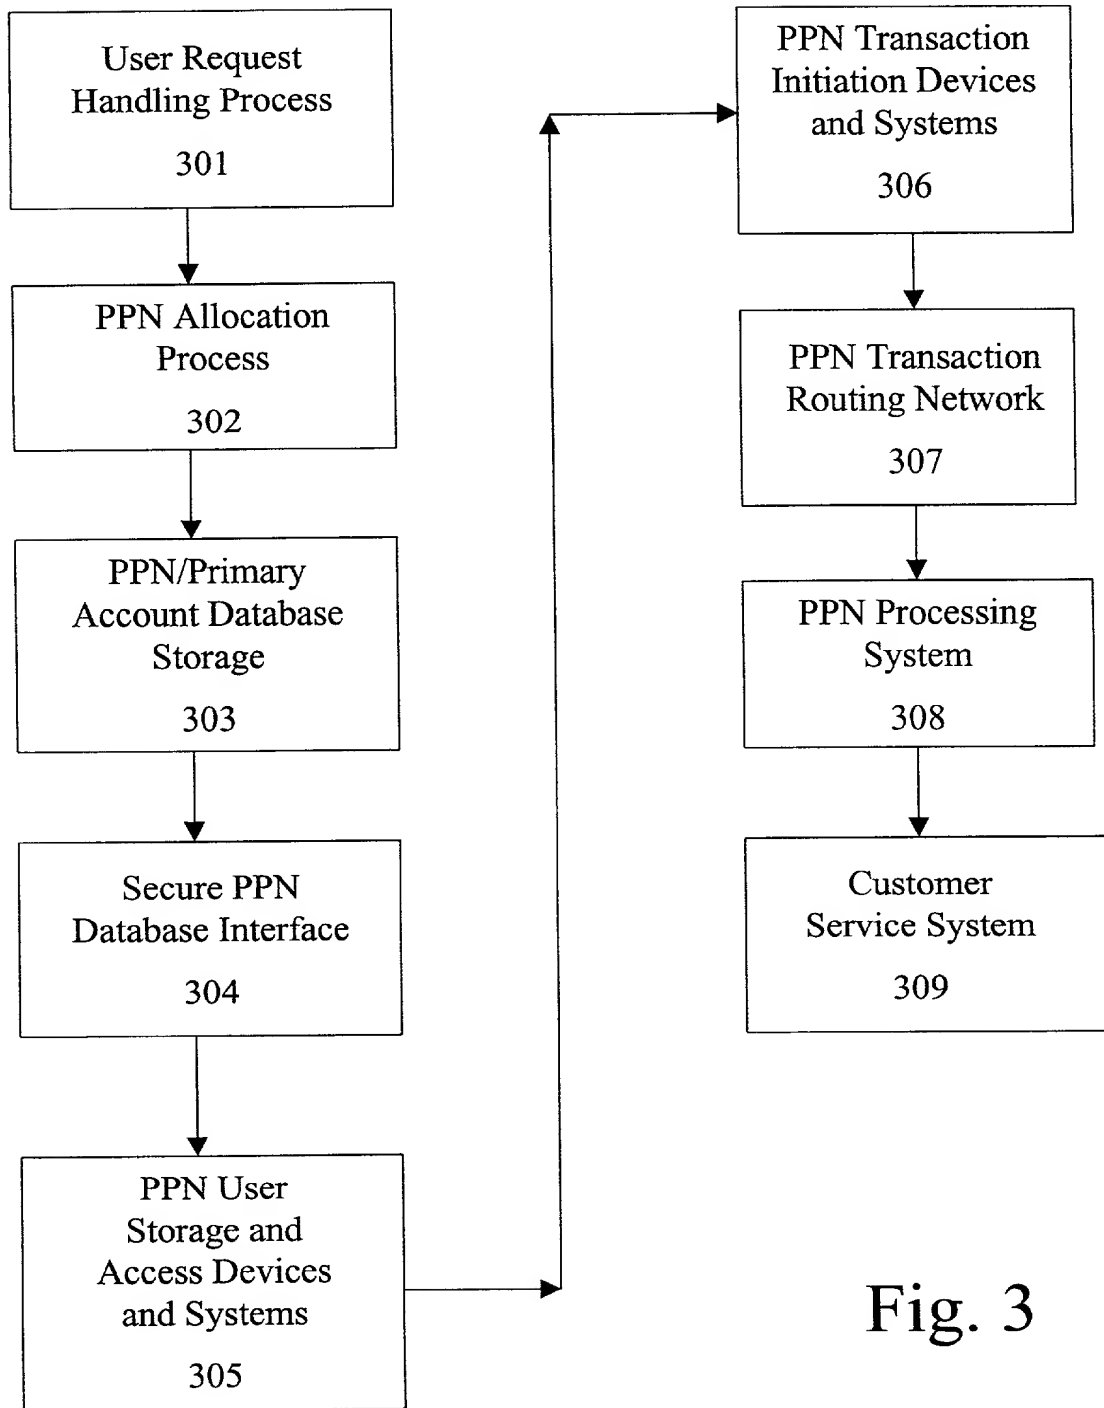 User Request
Handling Process
301
PPN Allocation
Process
302
PPN/Primary
Account Database
Storage
303
Secure PPN
Database Interface
304
PPN User
Storage and
Access Devices
and Systems
305
PPN Transaction
Initiation Devices
and Systems
306
PPN Transaction
Routing Network
307
PPN Processing
System
308
Customer
Service System
309
Fig. 3